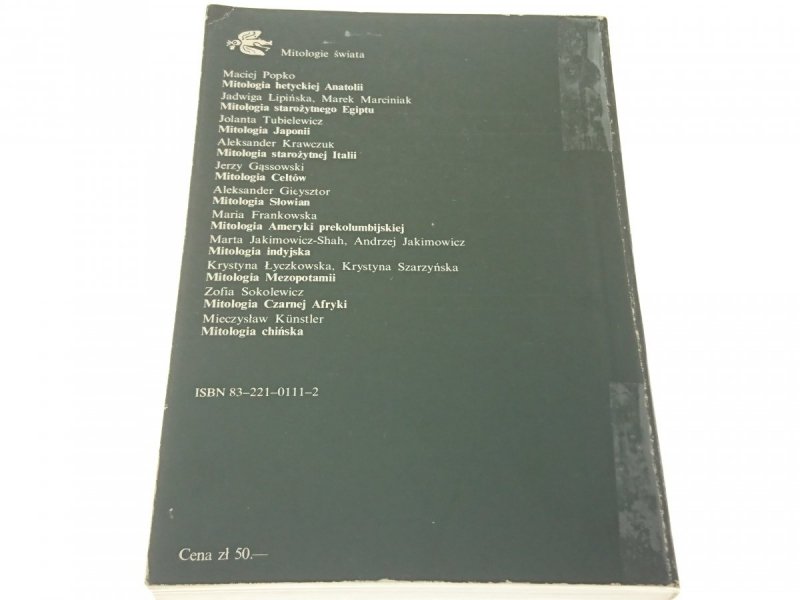 Mitologie świata
Maciej Popko
Mitologia hetyckiej Anatolii
Jadwiga Lipińska, Marek Marciniak
Mitologia starożytnego Egiptu
Jolanta Tubielewicz
Mitologia Japonii
Aleksander Krawczuk
Mitologia starożytnej Italii
Jerzy Gąssowski
Mitologia Celtów
Aleksander Gieysztor
Mitologia Słowian
Maria Frankowska
Mitologia Ameryki prekolumbijskiej
Marta Jakimowicz-Shah, Andrzej Jakimowicz
Mitologia indyjska
Krystyna Łyczkowska, Krystyna Szarzyńska
Mitologia Mezopotamii
Zofia Sokolewicz
Mitologia Czarnej Afryki
Mieczysław Künstler
Mitologia chińska
ISBN 83–221–0111–2
Cena zł 50.—